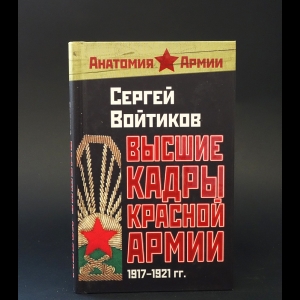 Анатомия Армии
Сергей
Войтиков
Высшие
кадры
Красной
Армии
1917–1921 гг.